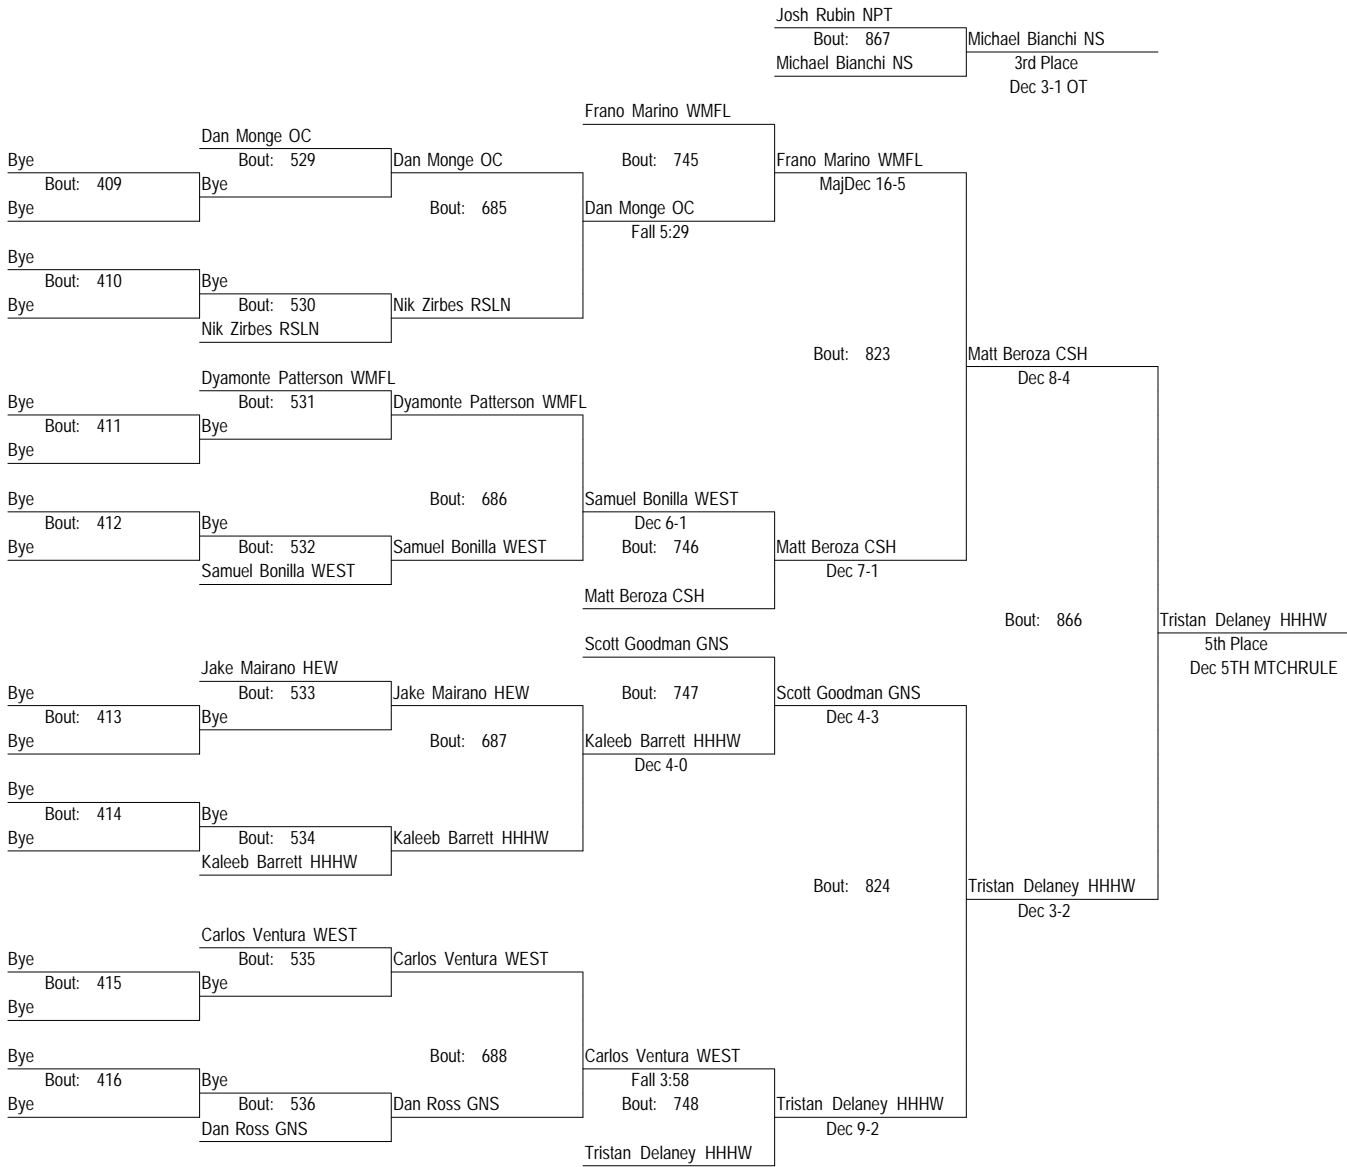 Josh Rubin NPT
Bout: 867
Michael Bianchi NS
Michael Bianchi NS
3rd Place
Dec 3-1 OT
Frano Marino WMFL
Dan Monge OC
Bye
Bout: 529
Dan Monge OC
Bout: 745
Frano Marino WMFL
Bout: 409
Bye
MajDec 16-5
Bye
Bout: 685
Dan Monge OC
Fall 5:29
Bye
Bout: 410
Bye
Bye
Bout: 530
Nik Zirbes RSLN
Nik Zirbes RSLN
Bout: 823
Matt Beroza CSH
Dec 8-4
Dyamonte Patterson WMFL
Bye
Bout: 531
Dyamonte Patterson WMFL
Bout: 411
Bye
Bye
Bye
Bout: 686
Samuel Bonilla WEST
Bout: 412
Bye
Dec 6-1
Bye
Bout: 532
Samuel Bonilla WEST
Bout: 746
Matt Beroza CSH
Samuel Bonilla WEST
Dec 7-1
Matt Beroza CSH
Bout: 866
Tristan Delaney HHHW
5th Place
Dec 5TH MTCHRULE
Scott Goodman GNS
Jake Mairano HEW
Bye
Bout: 533
Jake Mairano HEW
Bout: 747
Scott Goodman GNS
Bout: 413
Bye
Dec 4-3
Bye
Bout: 687
Kaleeb Barrett HHHW
Dec 4-0
Bye
Bout: 414
Bye
Bye
Bout: 534
Kaleeb Barrett HHHW
Kaleeb Barrett HHHW
Bout: 824
Tristan Delaney HHHW
Dec 3-2
Carlos Ventura WEST
Bye
Bout: 535
Carlos Ventura WEST
Bout: 415
Bye
Bye
Bye
Bout: 688
Carlos Ventura WEST
Bout: 416
Bye
Fall 3:58
Bye
Bout: 536
Dan Ross GNS
Bout: 748
Tristan Delaney HHHW
Dan Ross GNS
Dec 9-2
Tristan Delaney HHHW